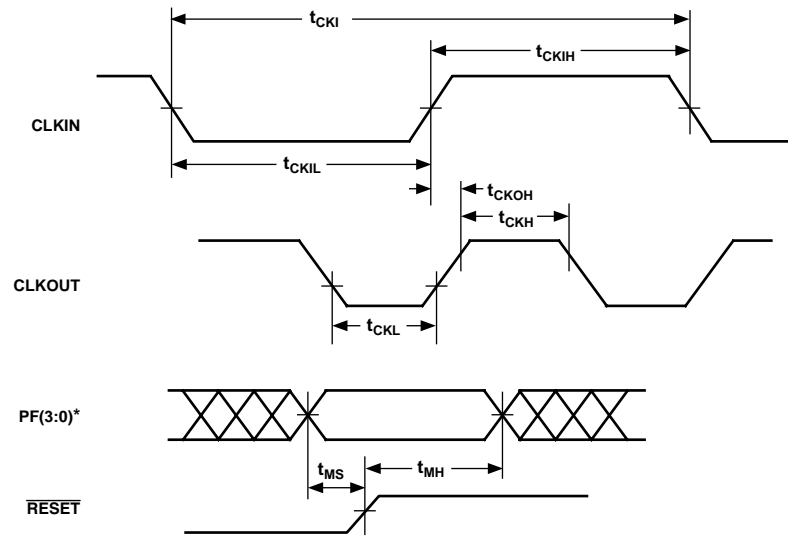 tCKI
tCKIH
CLKIN
tCKIL
tCKOH
tCKH
CLKOUT
tCKL
PF(3:0)*
tMS
tMH
RESET